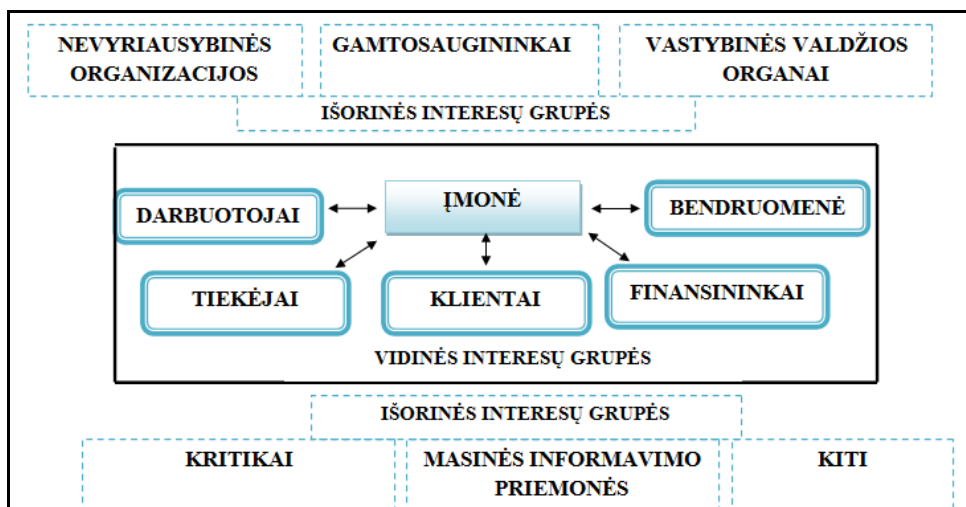 NEVYRIAUSYBINĖS
ORGANIZACIJOS
GAMTOSAUGININKAI
VASTYBINĖS VALDŽIOS
ORGANAI
IŠORINĖS INTERESŲ GRUPĖS
DARBUOTOJAI
ĮMONĖ
BENDRUOMENĖ
TIEKĖJAI
KLIENTAI
FINANSININKAI
VIDINĖS INTERESŲ GRUPĖS
IŠORINĖS INTERESŲ GRUPĖS
KRITIKAI
MASINĖS INFORMAVIMO
PRIEMONĖS
KITI